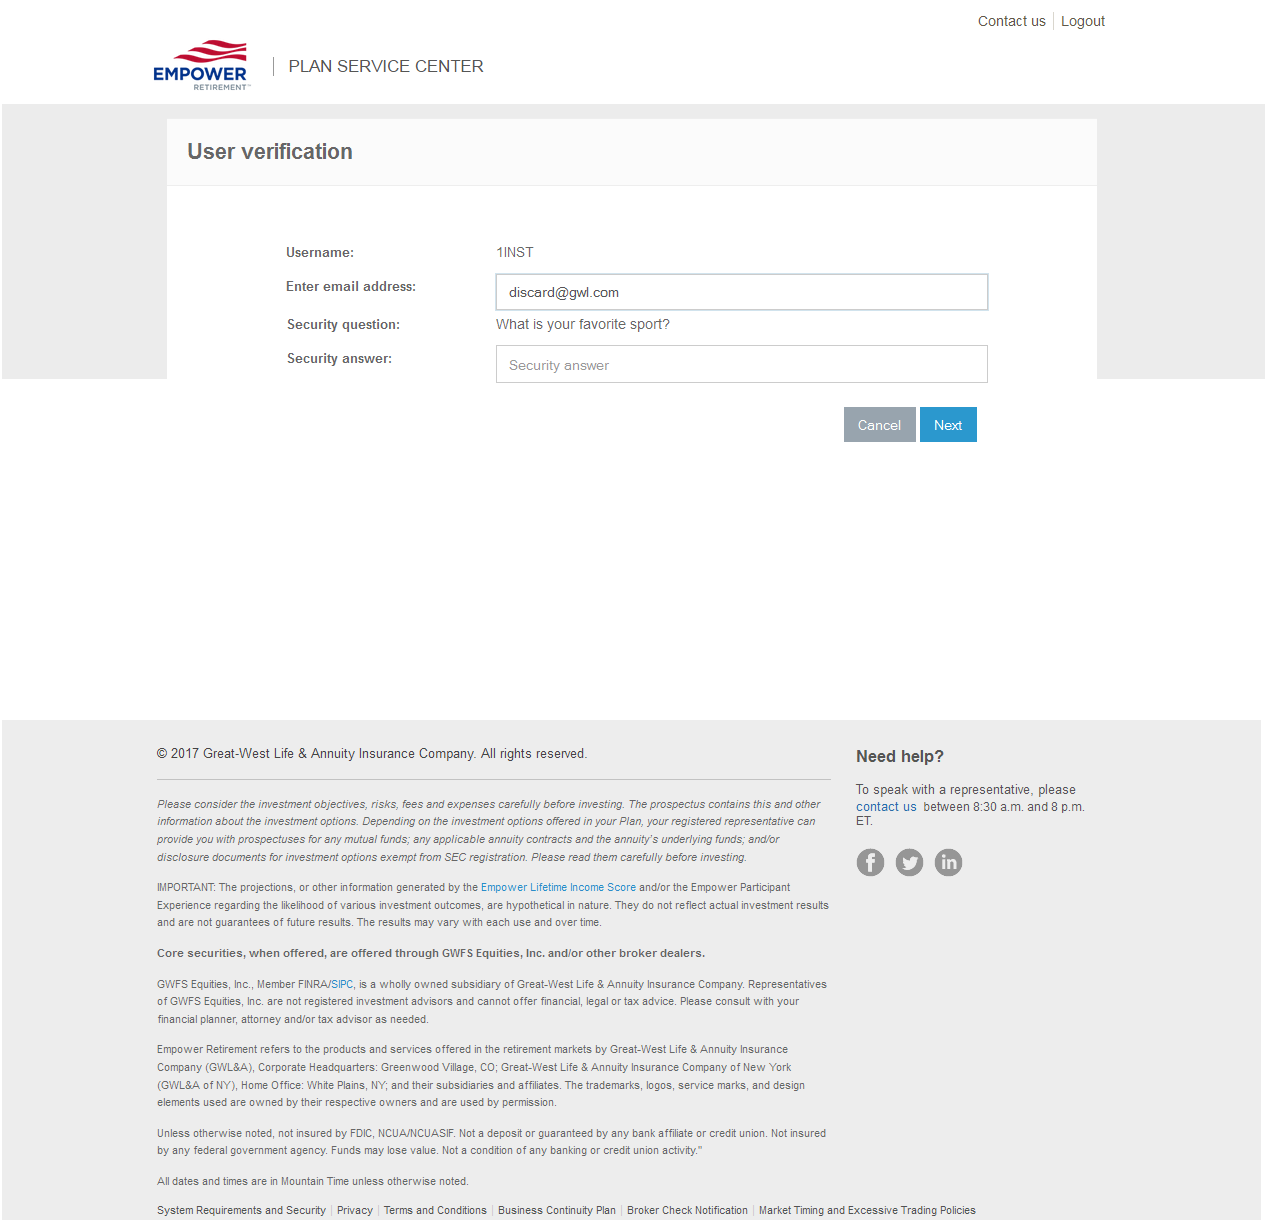 Contact us Logout
EMPOWER
RETIREMENT™
PLAN SERVICE CENTER
User verification
Username: 1INST
Enter email address: discard@gwl.com
Security question: What is your favorite sport?
Security answer: Security answer
Cancel Next
© 2017 Great-West Life & Annuity Insurance Company. All rights reserved.
Please consider the investment objectives, risks, fees and expenses carefully before investing. The prospectus contains this and other
information about the investment options. Depending on the investment options offered in your Plan, your registered representative can
provide you with prospectuses for any mutual funds; any applicable annuity contracts and the annuity's underlying funds; and/or
disclosure documents for investment options exempt from SEC registration. Please read them carefully before investing.
IMPORTANT: The projections, or other information generated by the Empower Lifetime Income Score and/or the Empower Participant
Experience regarding the likelihood of various investment outcomes, are hypothetical in nature. They do not reflect actual investment results
and are not guarantees of future results. The results may vary with each use and over time.
Core securities, when offered, are offered through GWFS Equities, Inc. and/or other broker dealers.
GWFS Equities, Inc., Member FINRA/SIPC, is a wholly owned subsidiary of Great-West Life & Annuity Insurance Company. Representatives
of GWFS Equities, Inc. are not registered investment advisors and cannot offer financial, legal or tax advice. Please consult with your
financial planner, attorney and/or tax advisor as needed.
Empower Retirement refers to the products and services offered in the retirement markets by Great-West Life & Annuity Insurance
Company (GWL&A), Corporate Headquarters: Greenwood Village, CO; Great-West Life & Annuity Insurance Company of New York
(GWL&A of NY), Home Office: White Plains, NY; and their subsidiaries and affiliates. The trademarks, logos, service marks, and design
elements used are owned by their respective owners and are used by permission.
Unless otherwise noted, not insured by FDIC, NCUA/NCUASIF. Not a deposit or guaranteed by any bank affiliate or credit union. Not insured
by any federal government agency. Funds may lose value. Not a condition of any banking or credit union activity."
All dates and times are in Mountain Time unless otherwise noted.
System Requirements and Security | Privacy | Terms and Conditions | Business Continuity Plan | Broker Check Notification | Market Timing and Excessive Trading Policies
Need help?
To speak with a representative, please
contact us between 8:30 a.m. and 8 p.m.
ET.